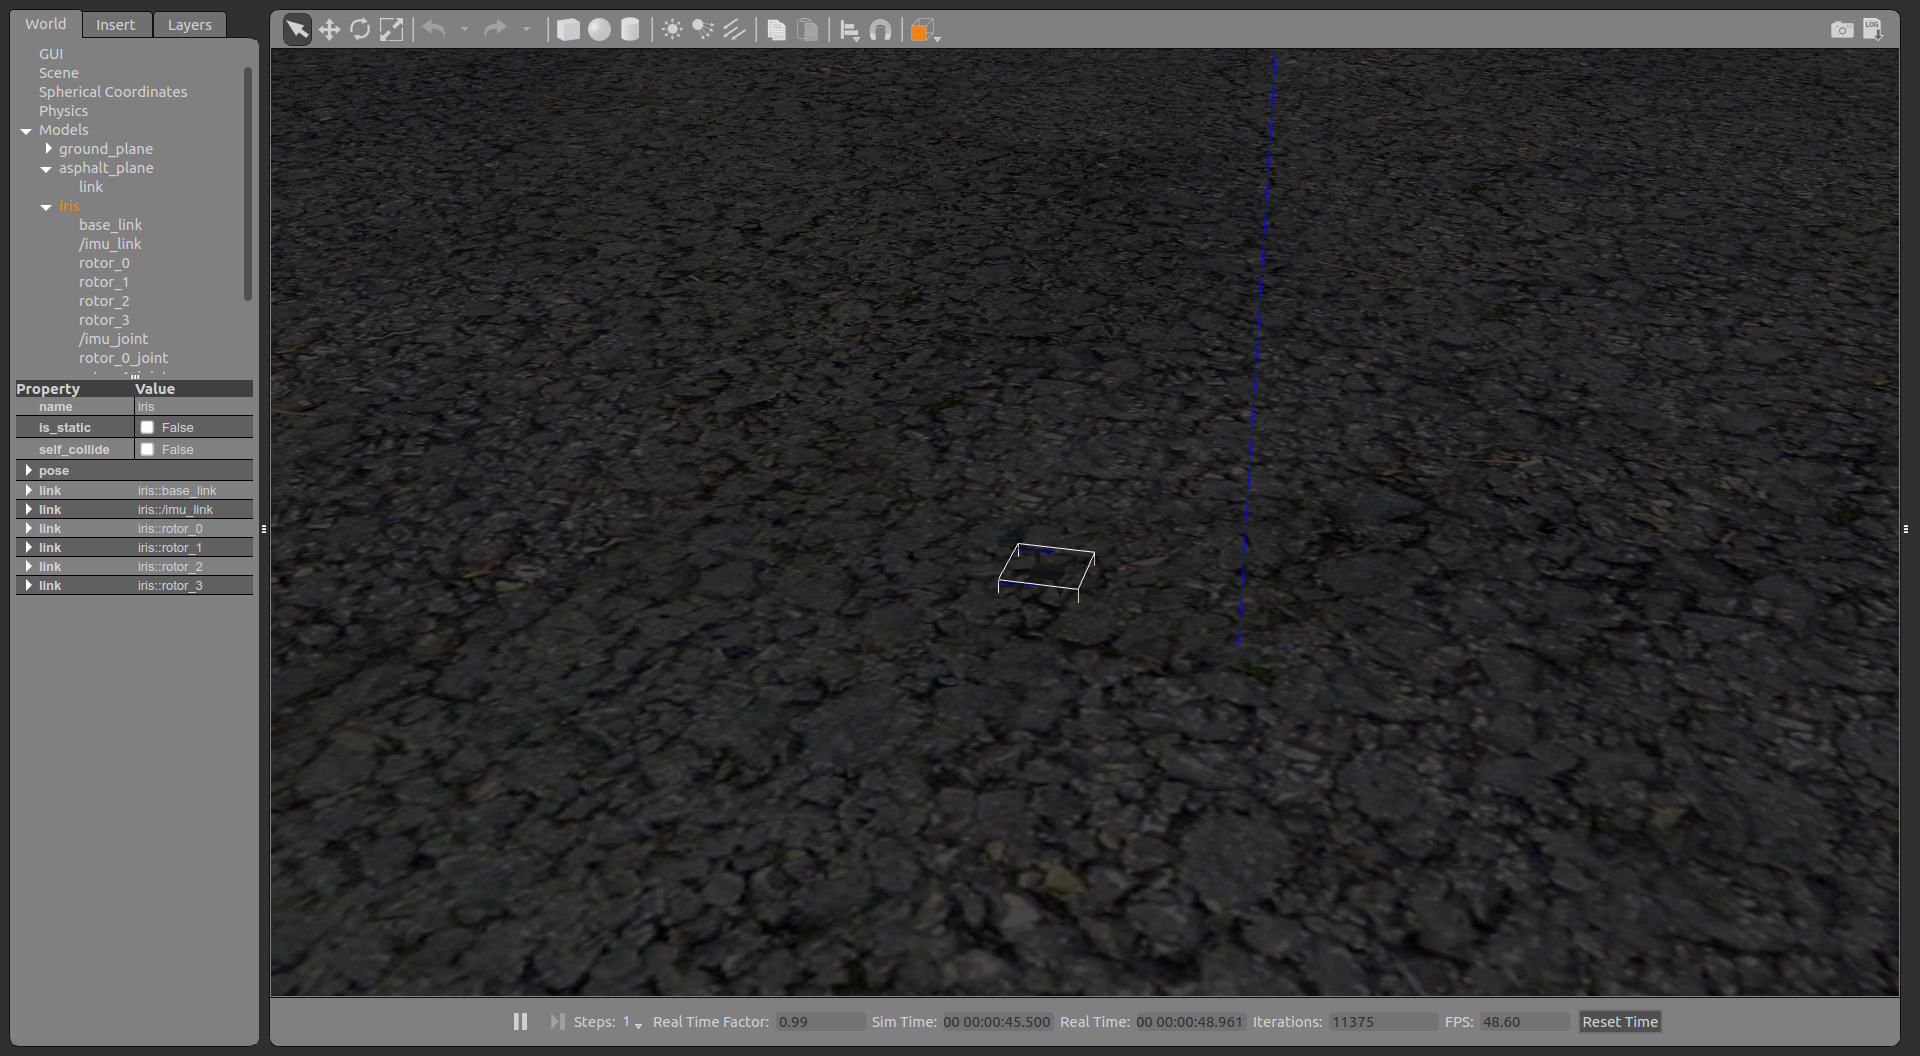 World Insert Layers
GUI
Scene
Spherical Coordinates
Physics
Models
ground_plane
asphalt_plane
link
iris
base_link
/imu_link
rotor_0
rotor_1
rotor_2
rotor_3
/imu_joint
rotor_0_joint
Property Value
name iris
is_static False
self_collide False
pose
link iris::base_link
link iris::/imu_link
link iris::rotor_0
link iris::rotor_1
link iris::rotor_2
link iris::rotor_3
LOG
Steps: 1 Real Time Factor: 0.99 Sim Time: 00 00:00:45.500 Real Time: 00 00:00:48.961 Iterations: 11375 FPS: 48.60 Reset Time